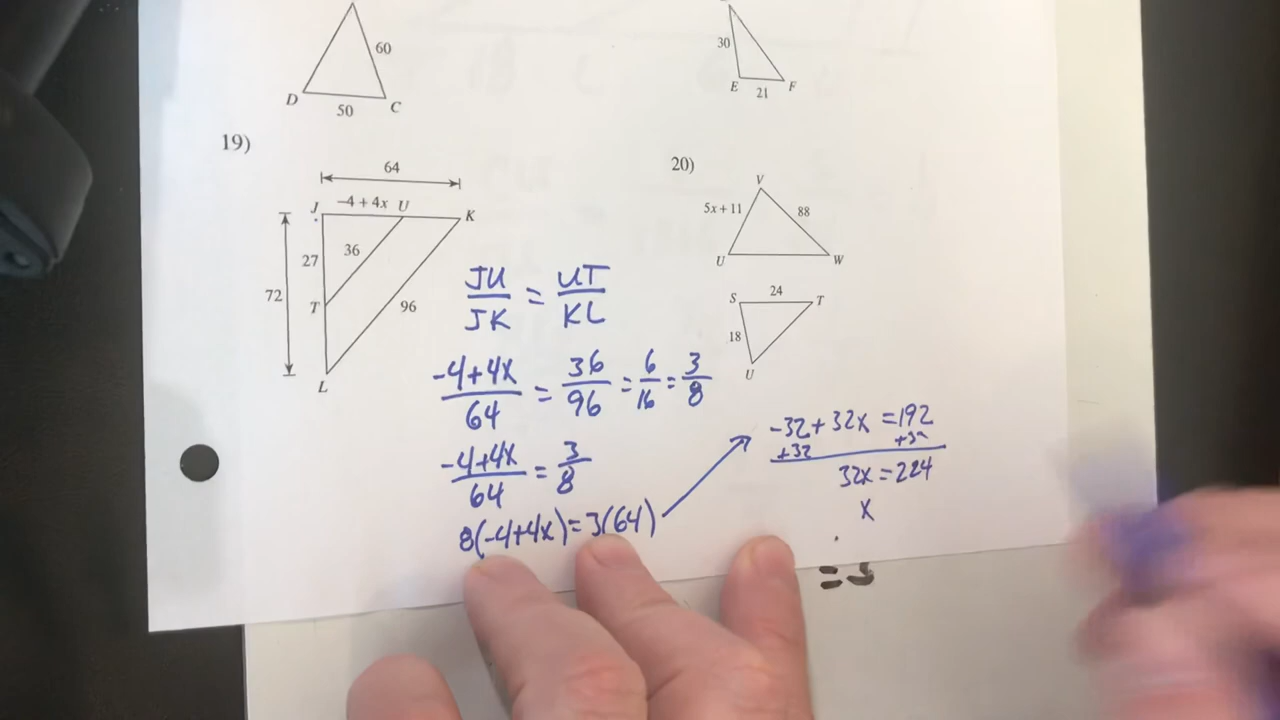 60
D
50
C
30
E
21
F
19)
64
J
-4 + 4x
U
K
27
36
72
T
96
L
JU/JK = UT/KL
-4+4x/64 = 36/96 = 6/16 = 3/8
-4+4x/64 = 3/8
8(-4+4x)=3(64)
20)
V
5x + 11
88
U
W
S
24
T
18
U
-32+32x=192
+32 +32
32x=224
x